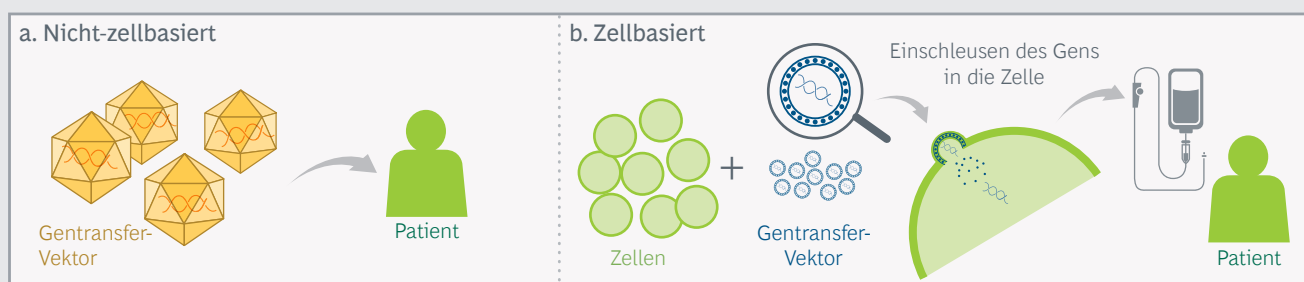 a. Nicht-zellbasiert
Gentransfer-
Vektor
Patient
b. Zellbasiert
Zellen
+
Gentransfer-
Vektor
Einschleusen des Gens
in die Zelle
Patient